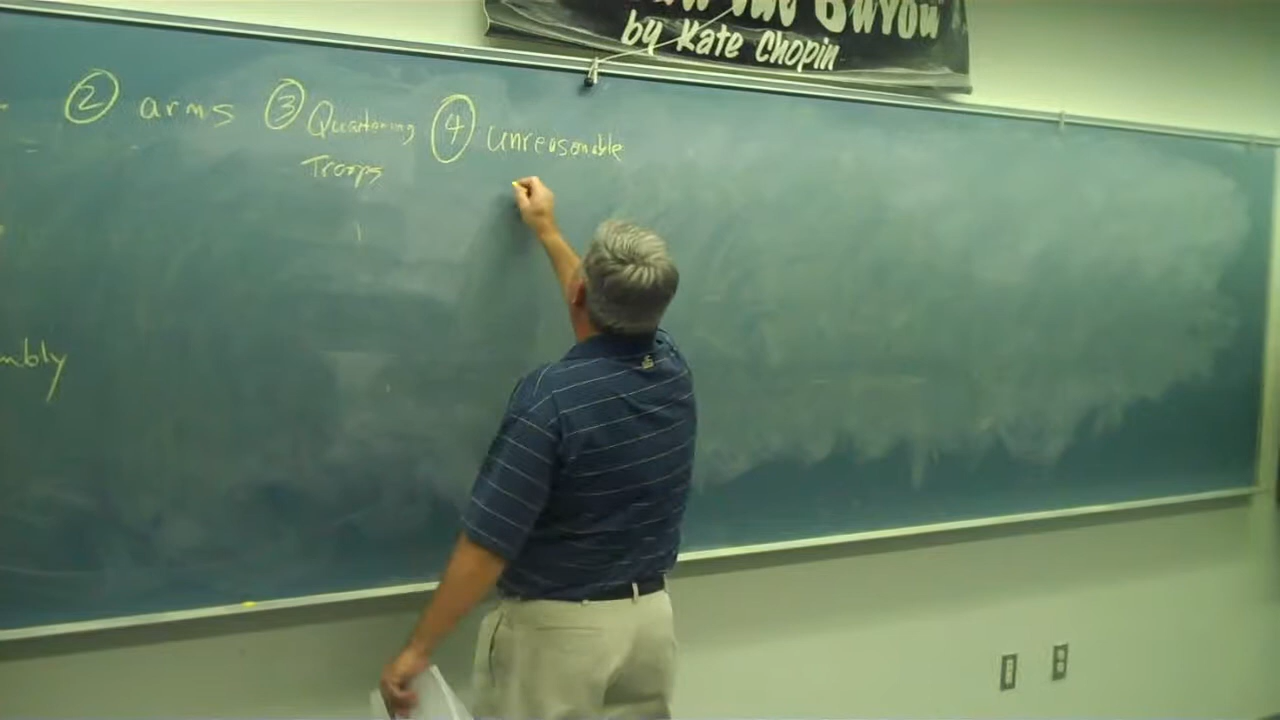 by Kate Chopin
② arms ③ Quartering ④ unreasonable
Troops
mbly